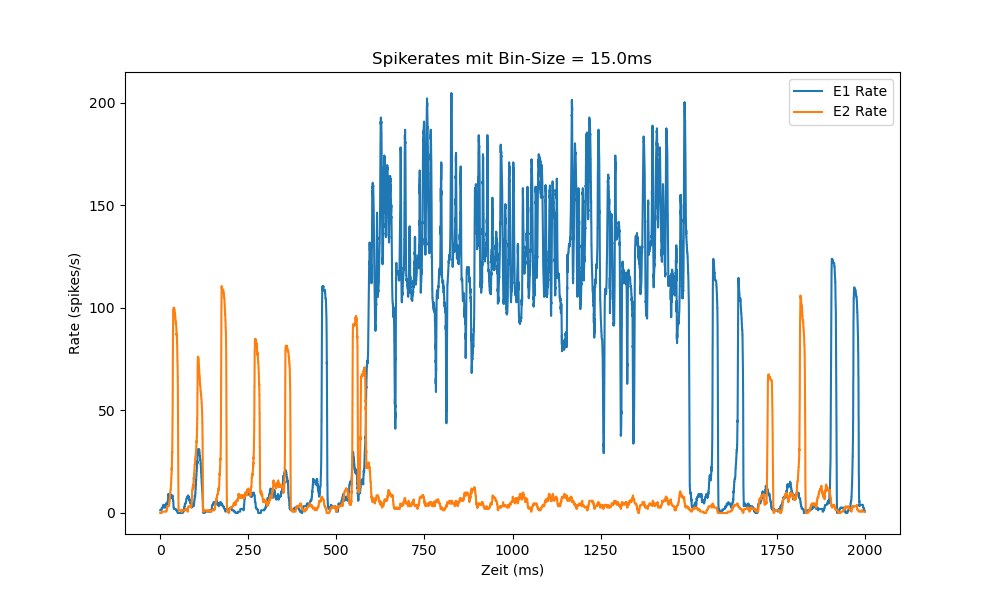 Spikerates mit Bin-Size = 15.0ms
E1 Rate
E2 Rate
200
150
100
50
0
Rate (spikes/s)
0 250 500 750 1000 1250 1500 1750 2000
Zeit (ms)